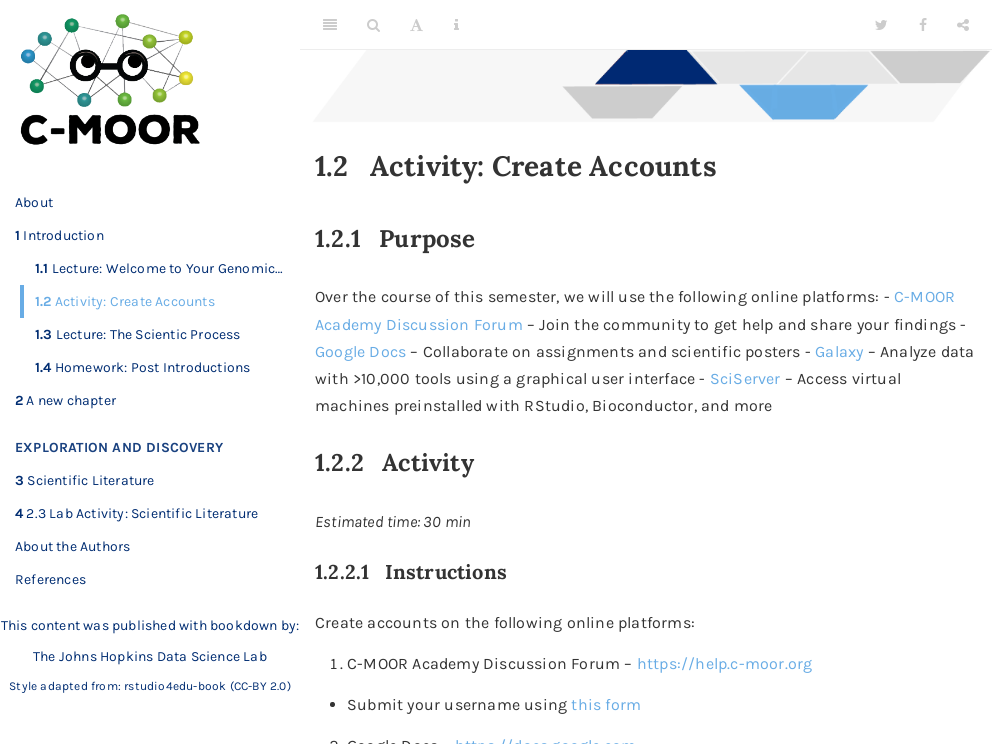 C-MOOR
About
1 Introduction
1.1 Lecture: Welcome to Your Genomic...
1.2 Activity: Create Accounts
1.3 Lecture: The Scientic Process
1.4 Homework: Post Introductions
2 A new chapter
EXPLORATION AND DISCOVERY
3 Scientific Literature
4 2.3 Lab Activity: Scientific Literature
About the Authors
References
This content was published with bookdown by:
The Johns Hopkins Data Science Lab
Style adapted from: rstudio4edu-book (CC-BY 2.0)
1.2 Activity: Create Accounts
1.2.1 Purpose
Over the course of this semester, we will use the following online platforms: - C-MOOR
Academy Discussion Forum – Join the community to get help and share your findings -
Google Docs – Collaborate on assignments and scientific posters - Galaxy – Analyze data
with >10,000 tools using a graphical user interface - SciServer – Access virtual
machines preinstalled with RStudio, Bioconductor, and more
1.2.2 Activity
Estimated time: 30 min
1.2.2.1 Instructions
Create accounts on the following online platforms:
1. C-MOOR Academy Discussion Forum – https://help.c-moor.org
• Submit your username using this form
2. Google Docs – https://docs.google.com